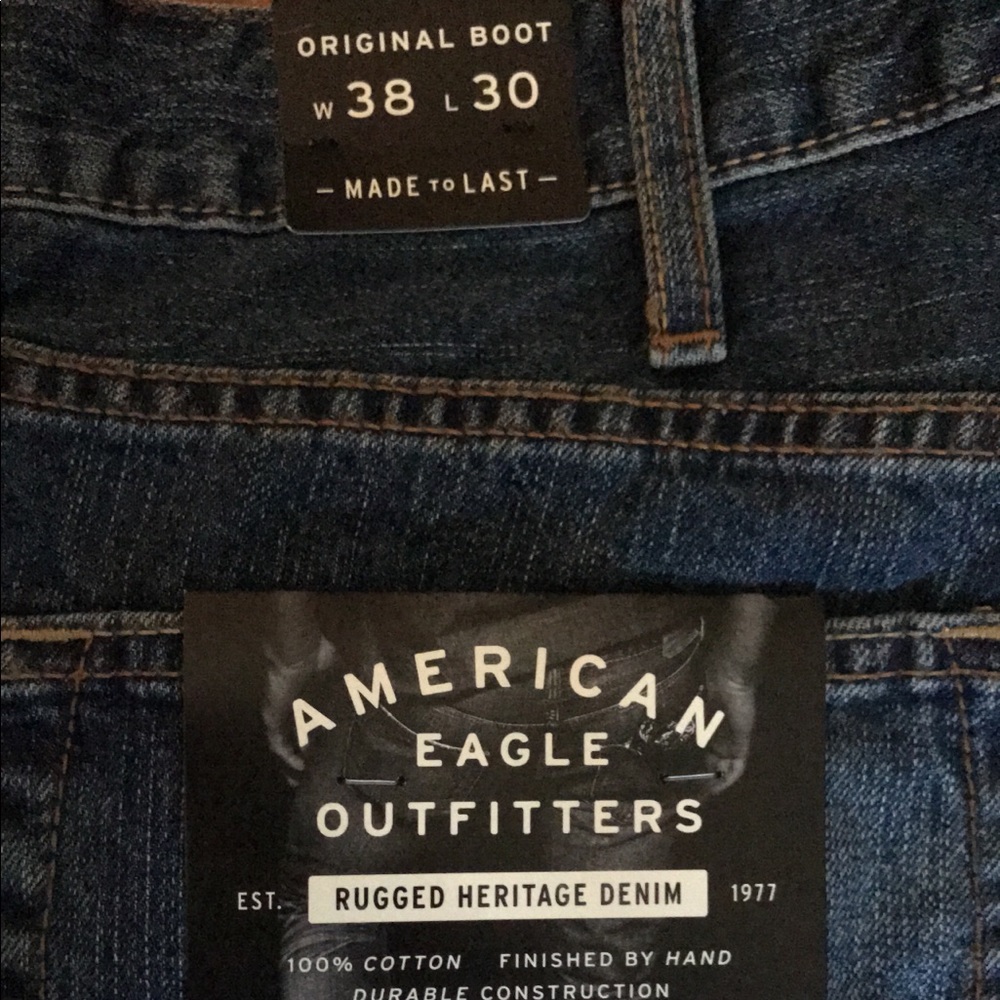 ORIGINAL BOOT
W 38 L 30
– MADE TO LAST –
AMERICAN
EAGLE
OUTFITTERS
EST. RUGGED HERITAGE DENIM 1977
100% COTTON FINISHED BY HAND
DURABLE CONSTRUCTION